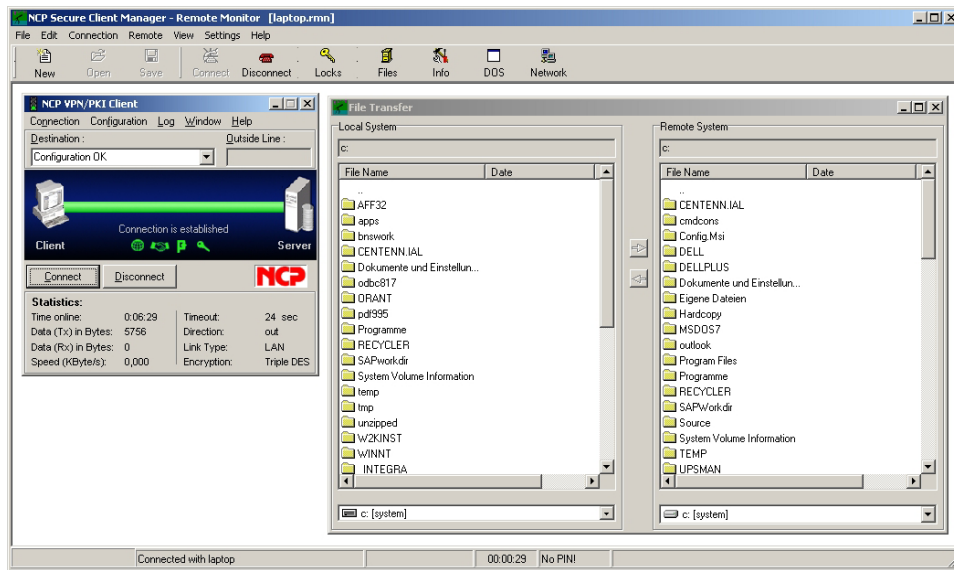 NCP Secure Client Manager - Remote Monitor [laptop.rmn]
File Edit Connection Remote View Settings Help
New Open Save Connect Disconnect Locks Files Info DOS Network
NCP VPN/PKI Client
Connection Configuration Log Window Help
Destination : Outside Line :
Configuration OK
Connection is established
Client Server
Connect Disconnect NCP
Statistics:
Time online: 0:06:29 Timeout: 24 sec
Data (Tx) in Bytes: 5756 Direction: out
Data (Rx) in Bytes: 0 Link Type: LAN
Speed (KByte/s): 0,000 Encryption: Triple DES
File Transfer
Local System
c:
File Name Date
..
AFF32
apps
bnswork
CENTENN.IAL
Dokumente und Einstellun...
odbc817
ORANT
pdf995
Programme
RECYCLER
SAPworkdir
System Volume Information
temp
tmp
unzipped
W2KINST
WINNT
_INTEGRA
c: [system]
Remote System
c:
File Name Date
..
CENTENN.IAL
cmdcons
Config.Msi
DELL
DELLPLUS
Dokumente und Einstellun...
Eigene Dateien
Hardcopy
MSDOS7
outlook
Program Files
Programme
RECYCLER
SAPWorkdir
Source
System Volume Information
TEMP
UPSMAN
c: [system]
Connected with laptop 00:00:29 No PIN!